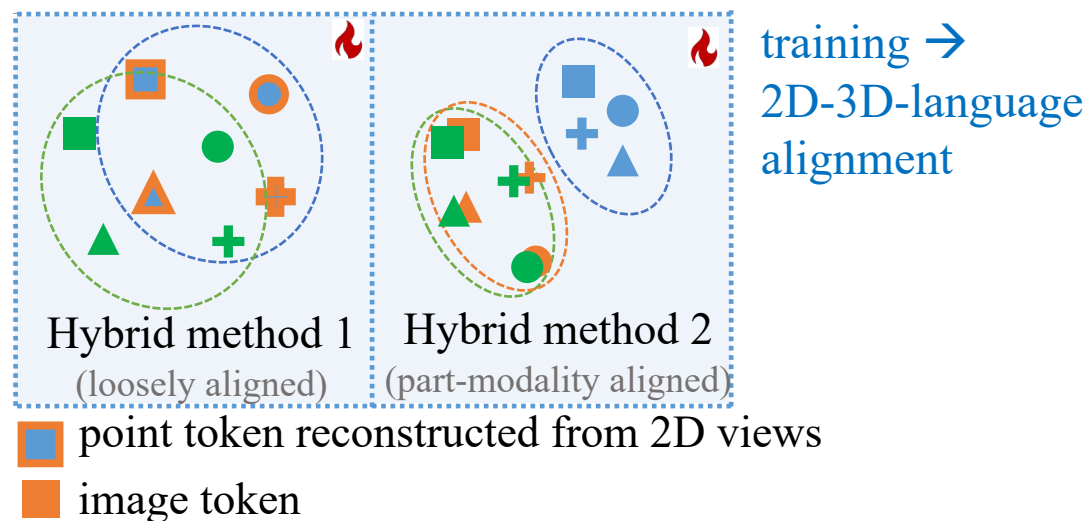 training →
2D-3D-language
alignment
Hybrid method 1
(loosely aligned)
Hybrid method 2
(part-modality aligned)
point token reconstructed from 2D views
image token